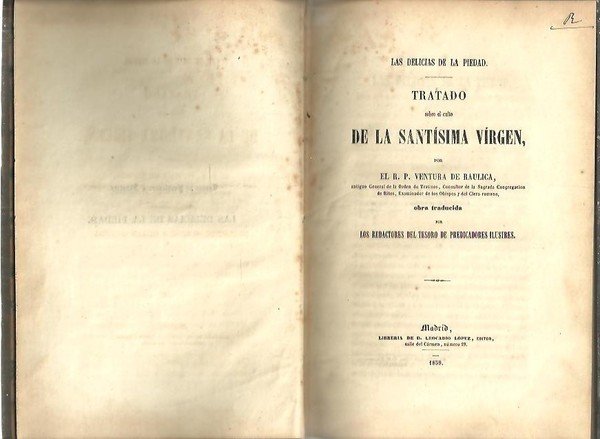 R
LAS DELICIAS DE LA PIEDAD.
TRATADO
sobre el culto
DE LA SANTÍSIMA VÍRGEN,
POR
EL R. P. VENTURA DE RAULICA,
antiguo General de la Orden de Teatinos, Consultor de la Sagrada Congregacion
de Ritos, Examinador de los Obispos y del Clero romano,
obra traducida
POR
LOS REDACTORES DEL TESORO DE PREDICADORES ILUSTRES.
Madrid,
LIBRERIA DE D. LEOCADIO LÓPEZ, EDITOR,
calle del Cármen, número 29.
1859.